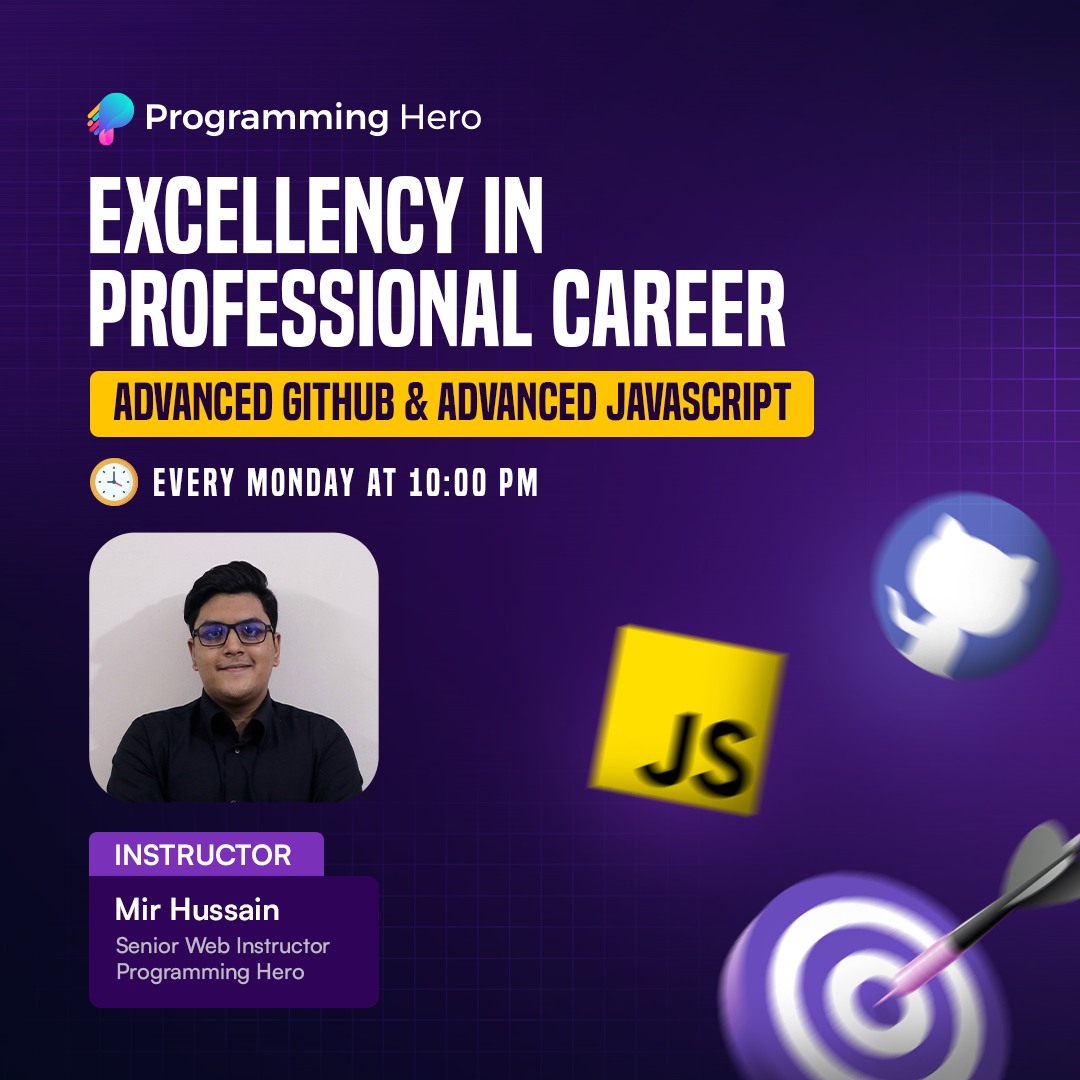 Programming Hero
EXCELLENCY IN
PROFESSIONAL CAREER
ADVANCED GITHUB & ADVANCED JAVASCRIPT
EVERY MONDAY AT 10:00 PM
JS
INSTRUCTOR
Mir Hussain
Senior Web Instructor
Programming Hero